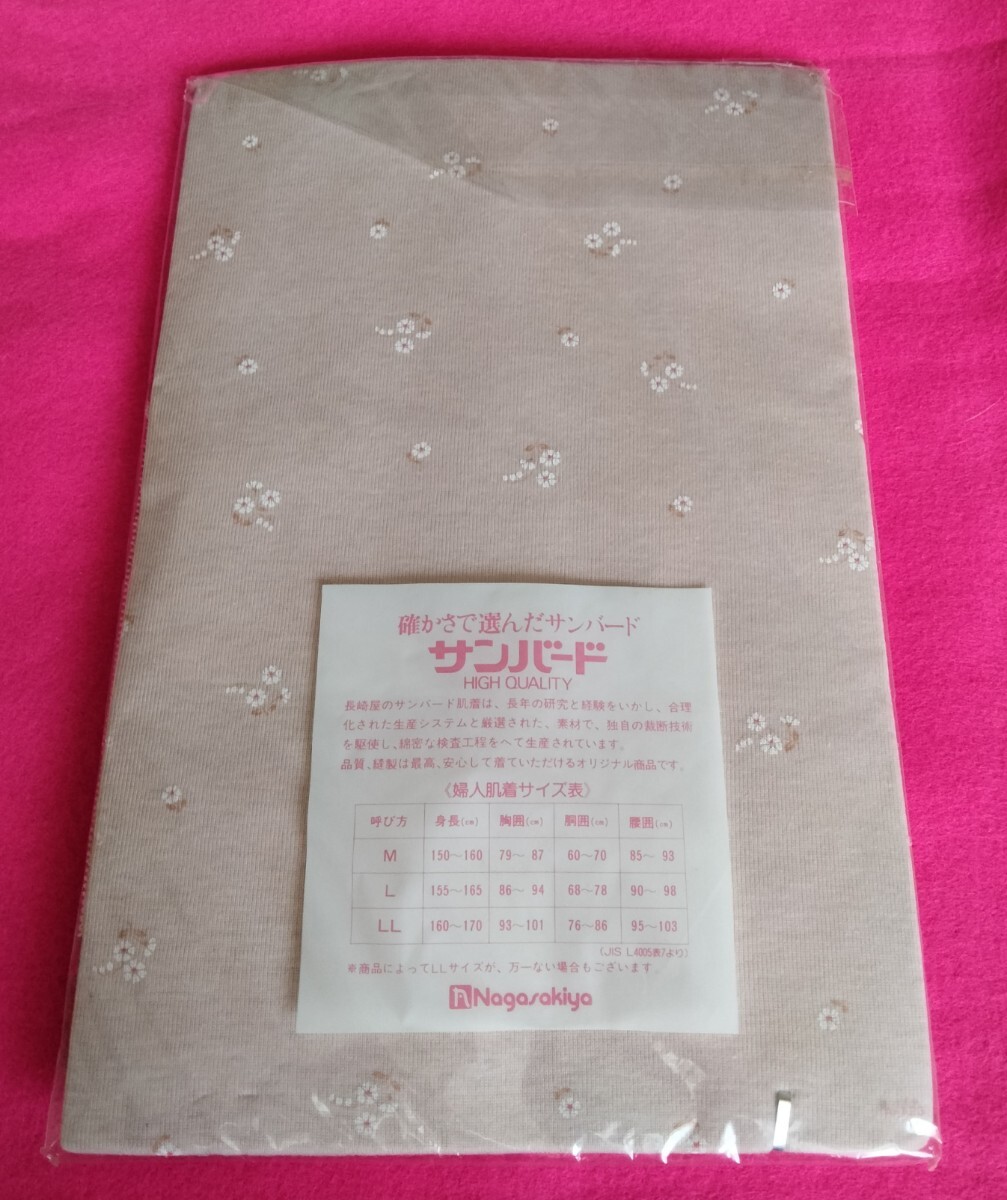 確かさで選んだサンバード
サンバード
HIGH QUALITY
長崎屋のサンバード肌着は、長年の研究と経験をいかし、合理
化された生産システムと厳選された、素材で、独自の裁断技術
を駆使し、綿密な検査工程をへて生産されています。
品質、縫製は最高、安心して着ていただけるオリジナル商品です。
《婦人肌着サイズ表》
呼び方 身長(cm) 胸囲(cm) 胴囲(cm) 腰囲(cm)
M 150〜160 79〜 87 60〜70 85〜 93
L 155〜165 86〜 94 68〜78 90〜 98
LL 160〜170 93〜101 76〜86 95〜103
(JIS L4005表7より)
※商品によってLLサイズが、万一ない場合もございます。
Nagasakiya